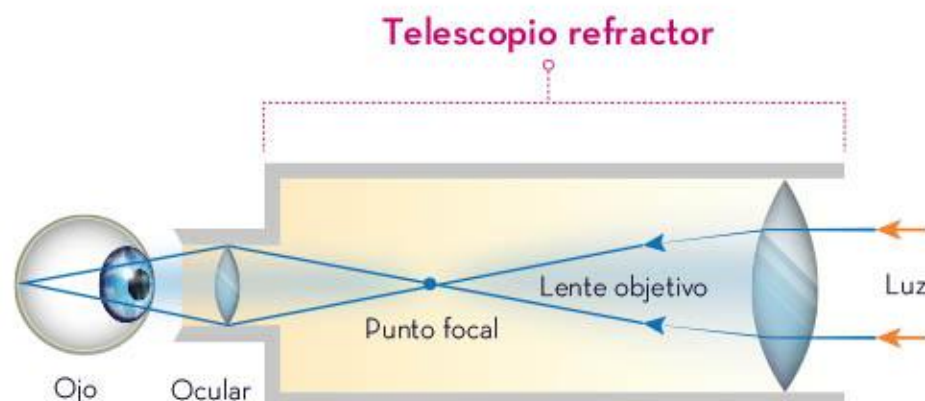 Telescopio refractor
Lente objetivo
Luz
Punto focal
Ojo
Ocular